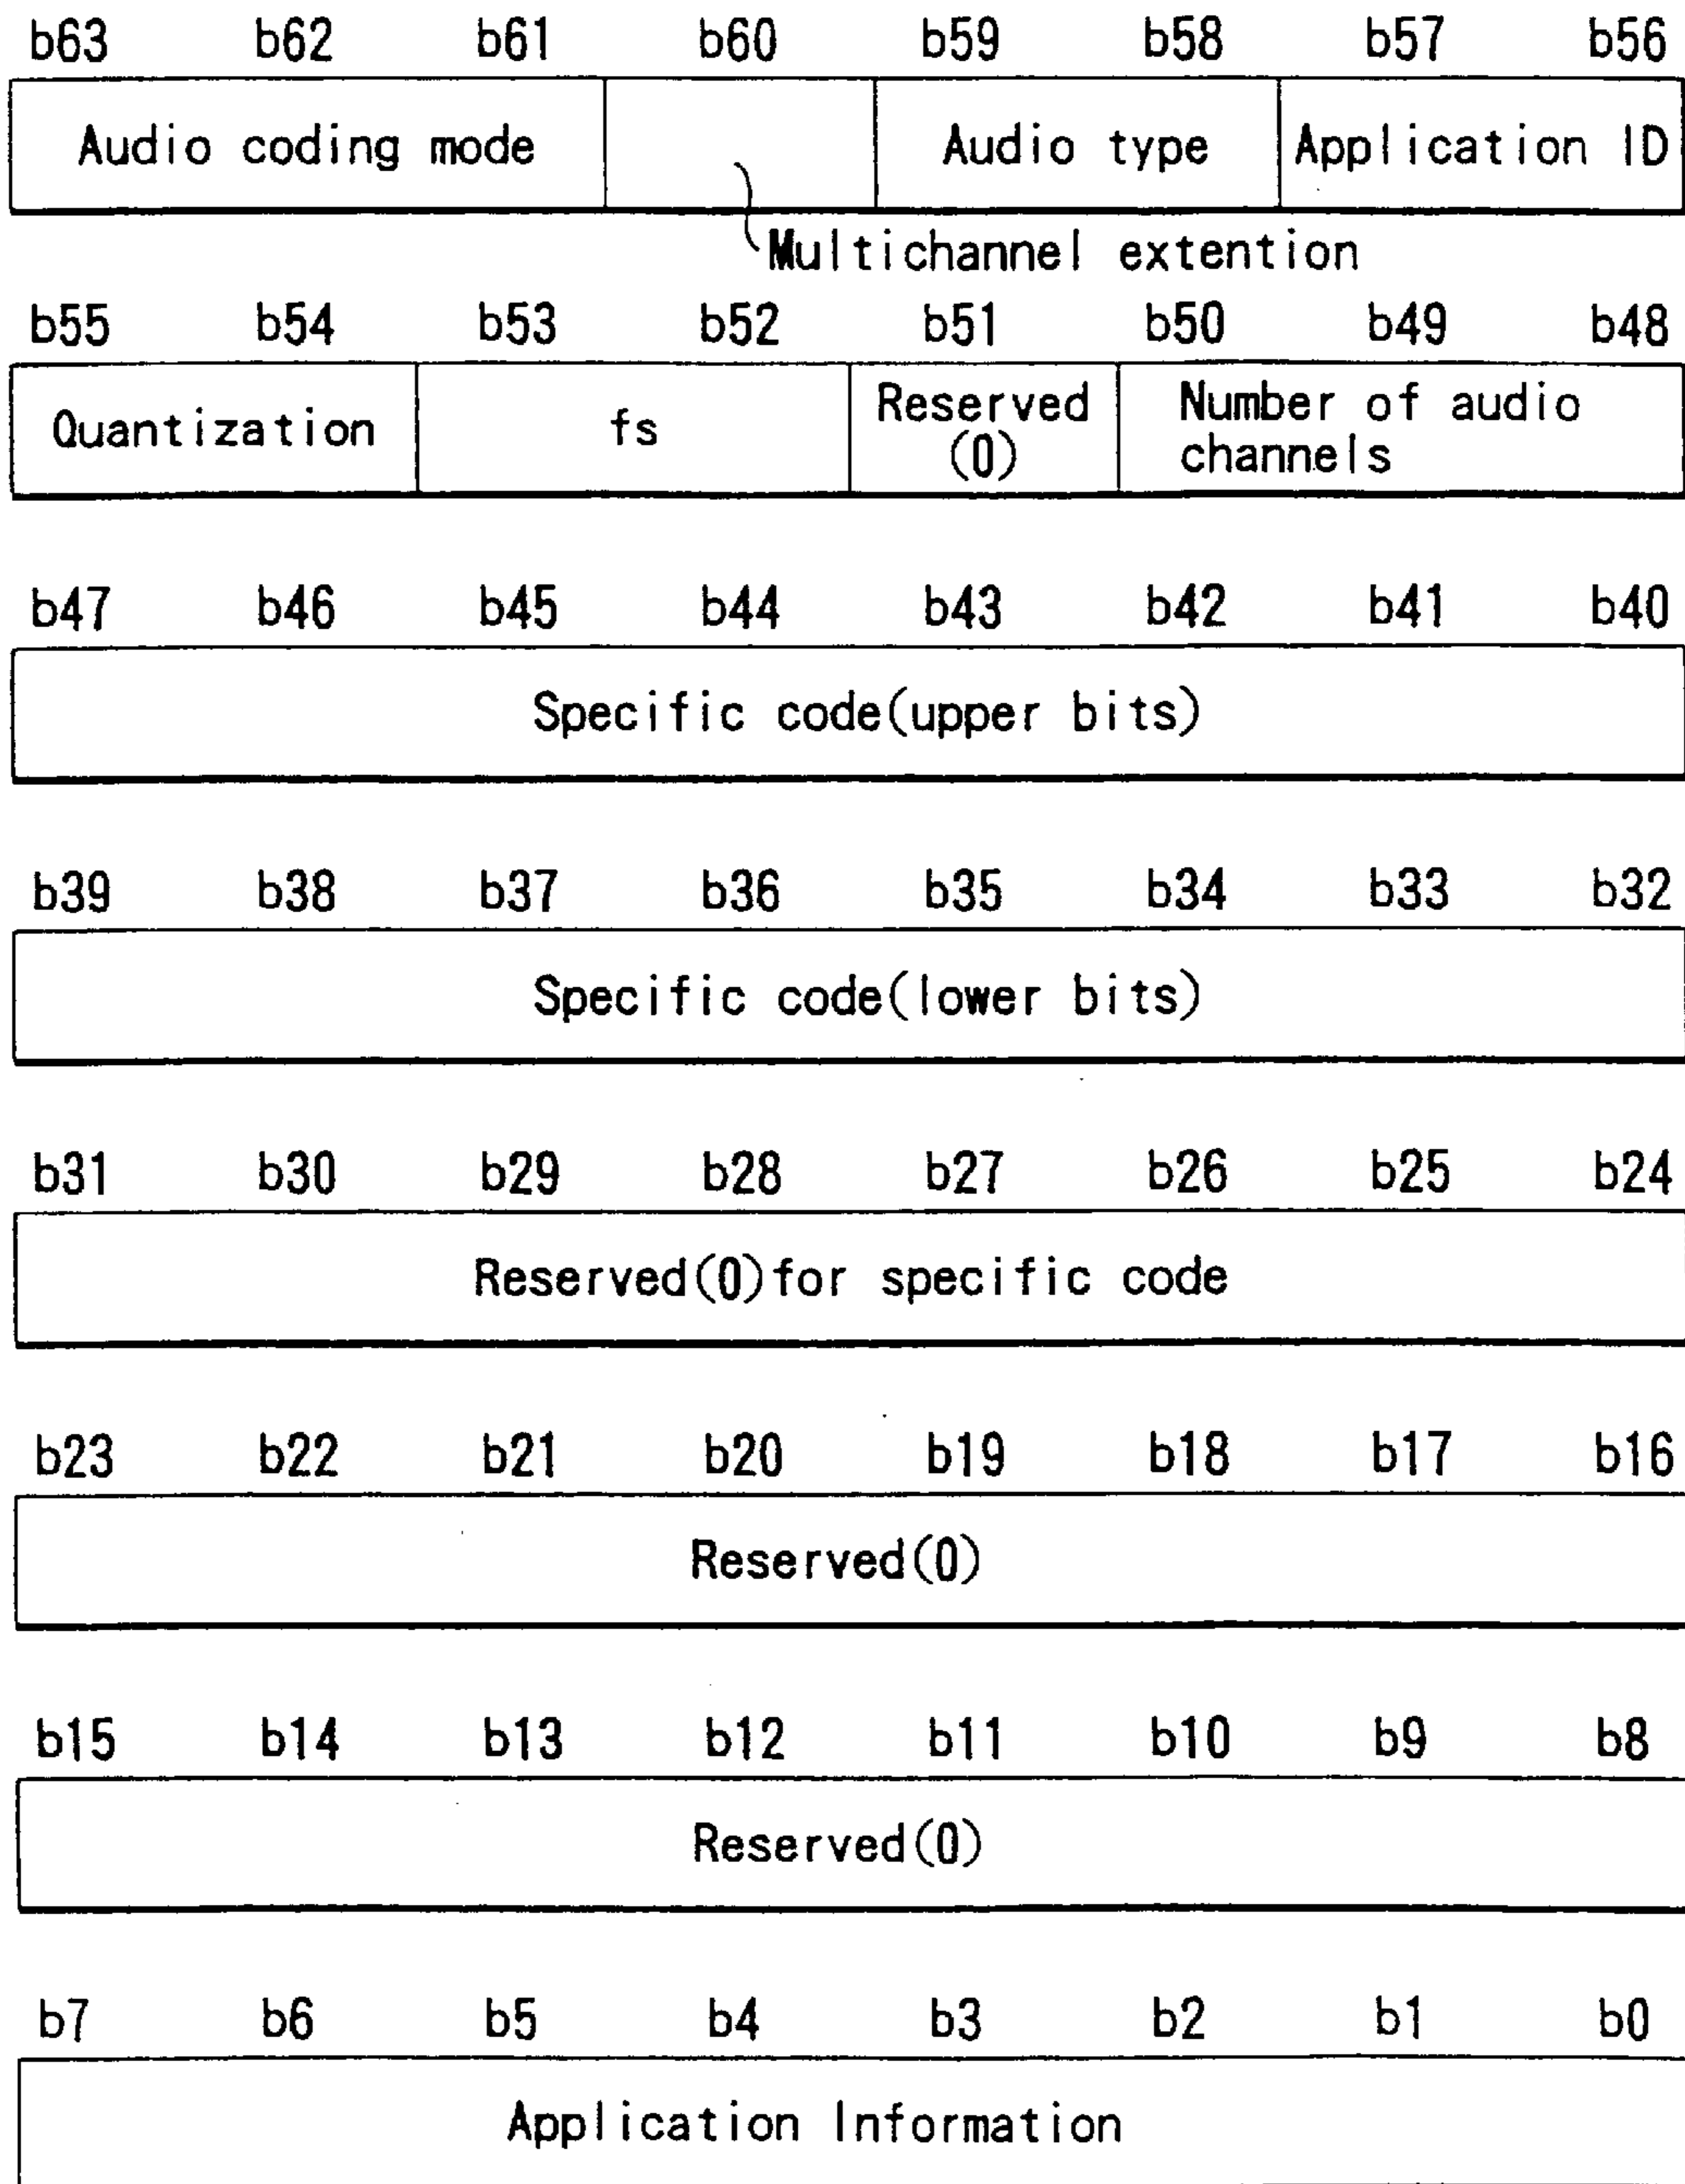 b63 b62 b61 b60 b59 b58 b57 b56
Audio coding mode Audio type Application ID
Multichannel extention
b55 b54 b53 b52 b51 b50 b49 b48
Quantization fs Reserved (0) Number of audio channels
b47 b46 b45 b44 b43 b42 b41 b40
Specific code(upper bits)
b39 b38 b37 b36 b35 b34 b33 b32
Specific code(lower bits)
b31 b30 b29 b28 b27 b26 b25 b24
Reserved(0)for specific code
b23 b22 b21 b20 b19 b18 b17 b16
Reserved(0)
b15 b14 b13 b12 b11 b10 b9 b8
Reserved(0)
b7 b6 b5 b4 b3 b2 b1 b0
Application Information